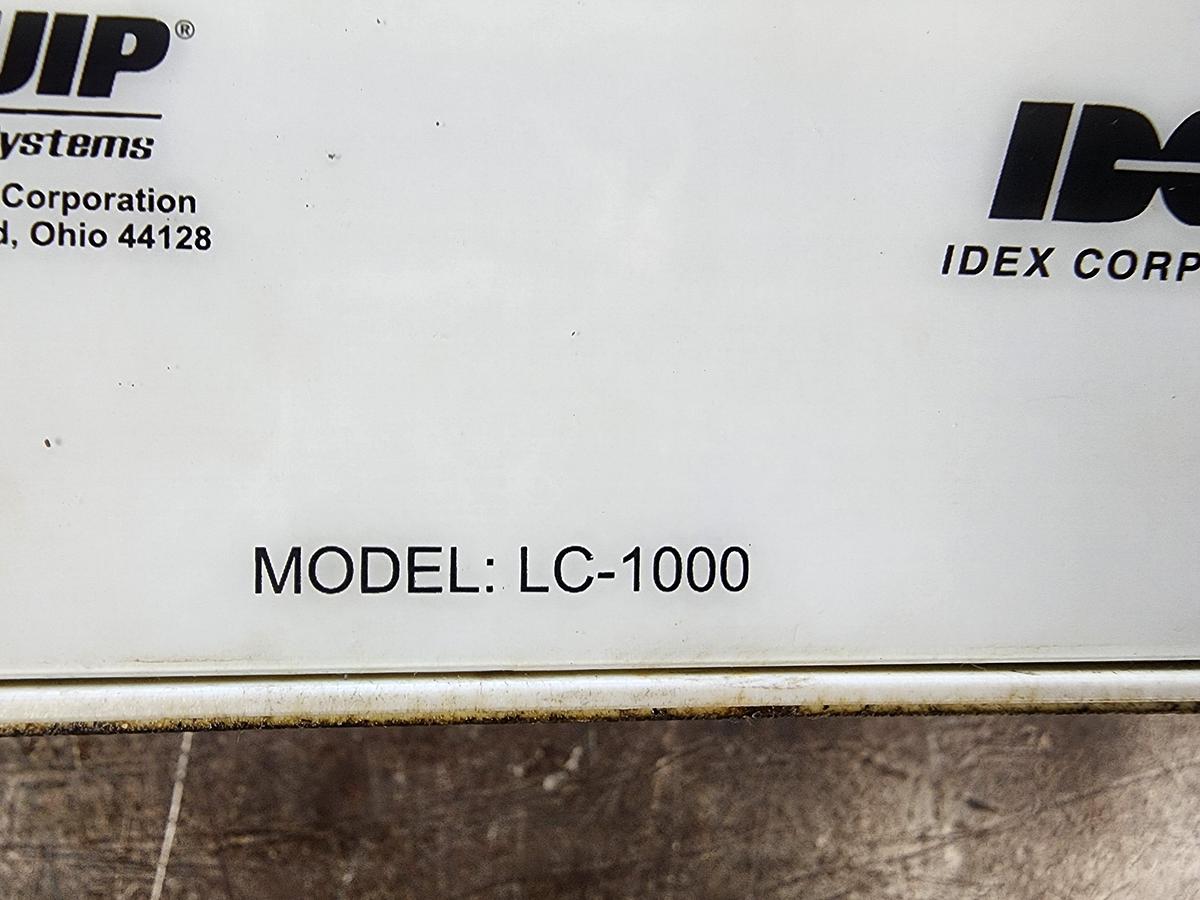 UIP®
ystems
Corporation
d, Ohio 44128
IDEX CORP
MODEL: LC-1000